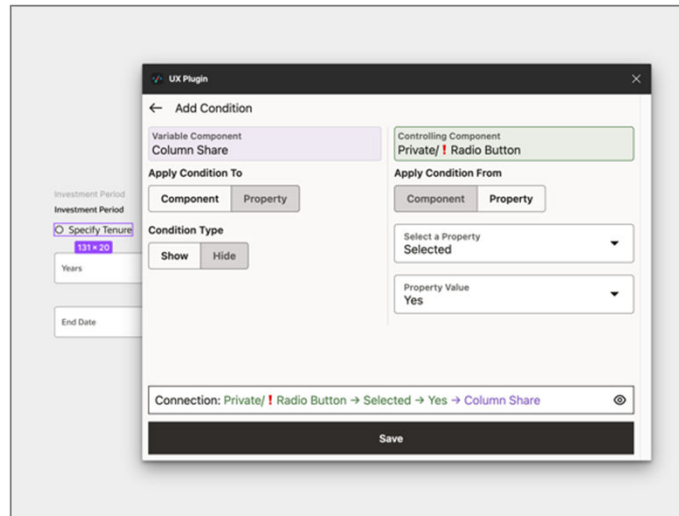 UX Plugin
Add Condition
Variable Component
Column Share
Controlling Component
Private/ ! Radio Button
Apply Condition To
Apply Condition From
Component Property
Component Property
Condition Type
Show Hide
Select a Property
Selected
Property Value
Yes
Investment Period
Investment Period
Specify Tenure
131 × 20
Years
End Date
Connection: Private/ ! Radio Button → Selected → Yes → Column Share
Save